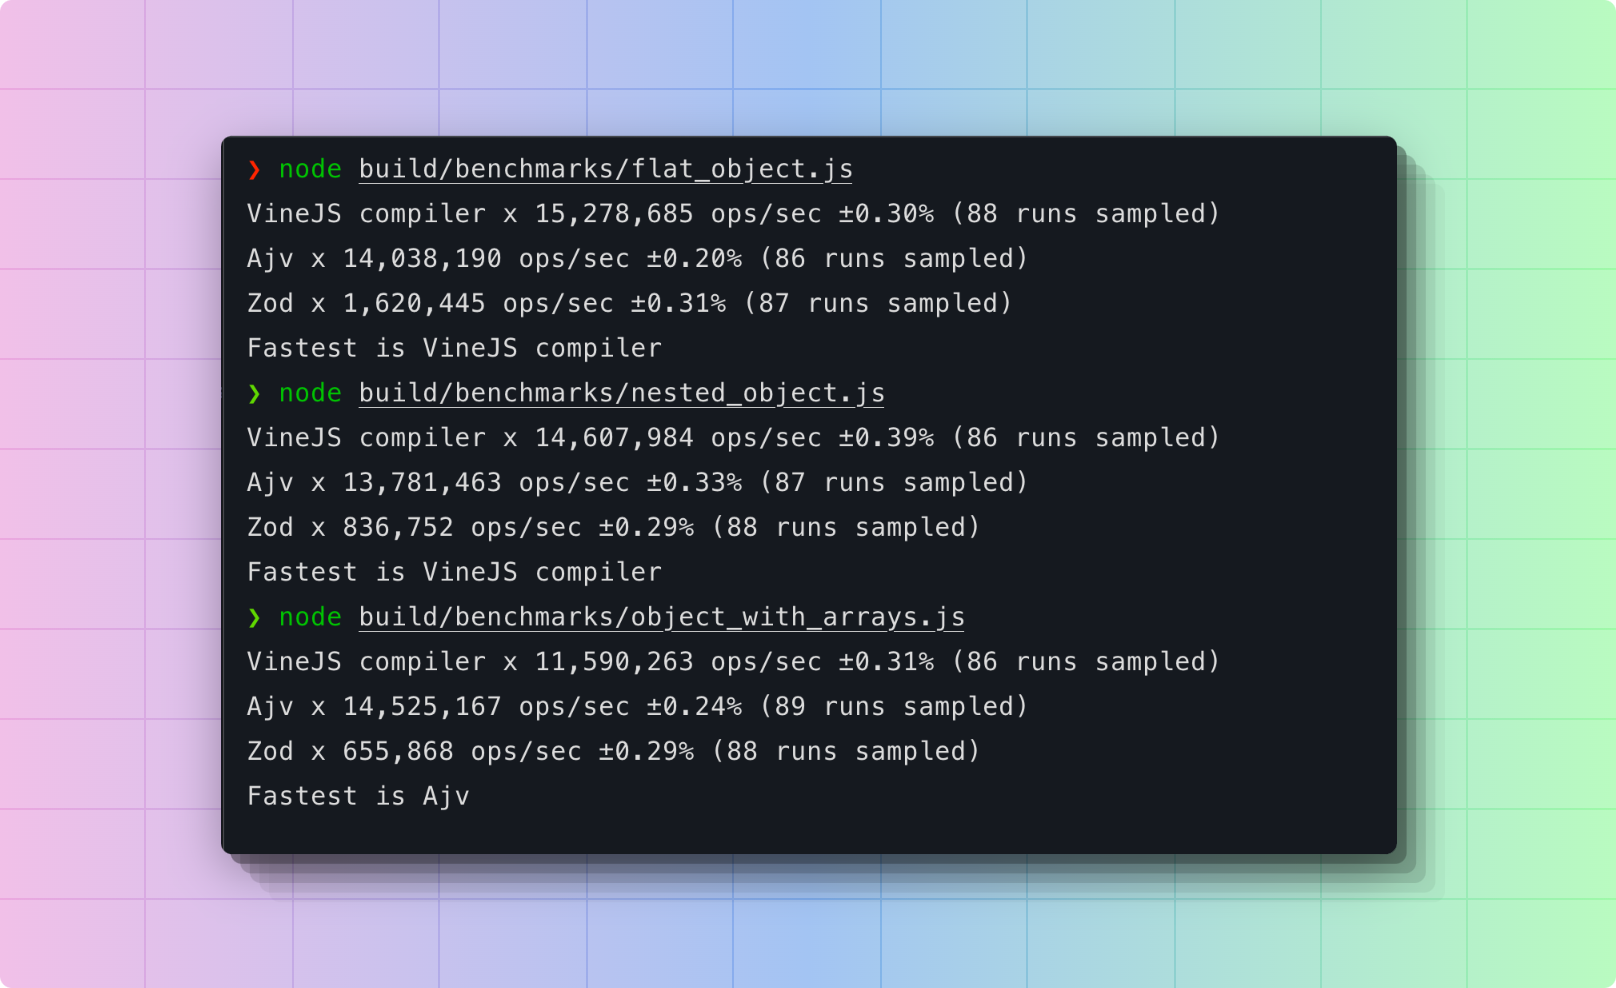 ❯ node build/benchmarks/flat_object.js
VineJS compiler x 15,278,685 ops/sec ±0.30% (88 runs sampled)
Ajv x 14,038,190 ops/sec ±0.20% (86 runs sampled)
Zod x 1,620,445 ops/sec ±0.31% (87 runs sampled)
Fastest is VineJS compiler
❯ node build/benchmarks/nested_object.js
VineJS compiler x 14,607,984 ops/sec ±0.39% (86 runs sampled)
Ajv x 13,781,463 ops/sec ±0.33% (87 runs sampled)
Zod x 836,752 ops/sec ±0.29% (88 runs sampled)
Fastest is VineJS compiler
❯ node build/benchmarks/object_with_arrays.js
VineJS compiler x 11,590,263 ops/sec ±0.31% (86 runs sampled)
Ajv x 14,525,167 ops/sec ±0.24% (89 runs sampled)
Zod x 655,868 ops/sec ±0.29% (88 runs sampled)
Fastest is Ajv